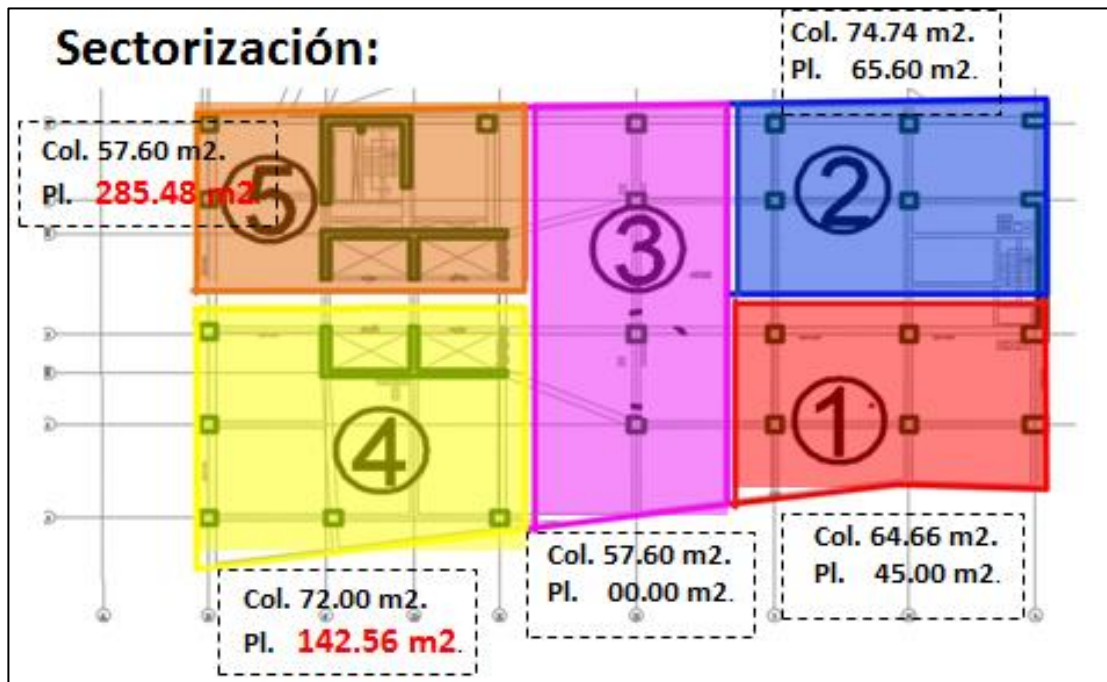 Sectorización:
Col. 74.74 m2.
Pl. 65.60 m2.
Col. 57.60 m2.
Pl. 285.48 m2.
5
2
3
4
1
Col. 72.00 m2.
Pl. 142.56 m2.
Col. 57.60 m2.
Pl. 00.00 m2.
Col. 64.66 m2.
Pl. 45.00 m2.